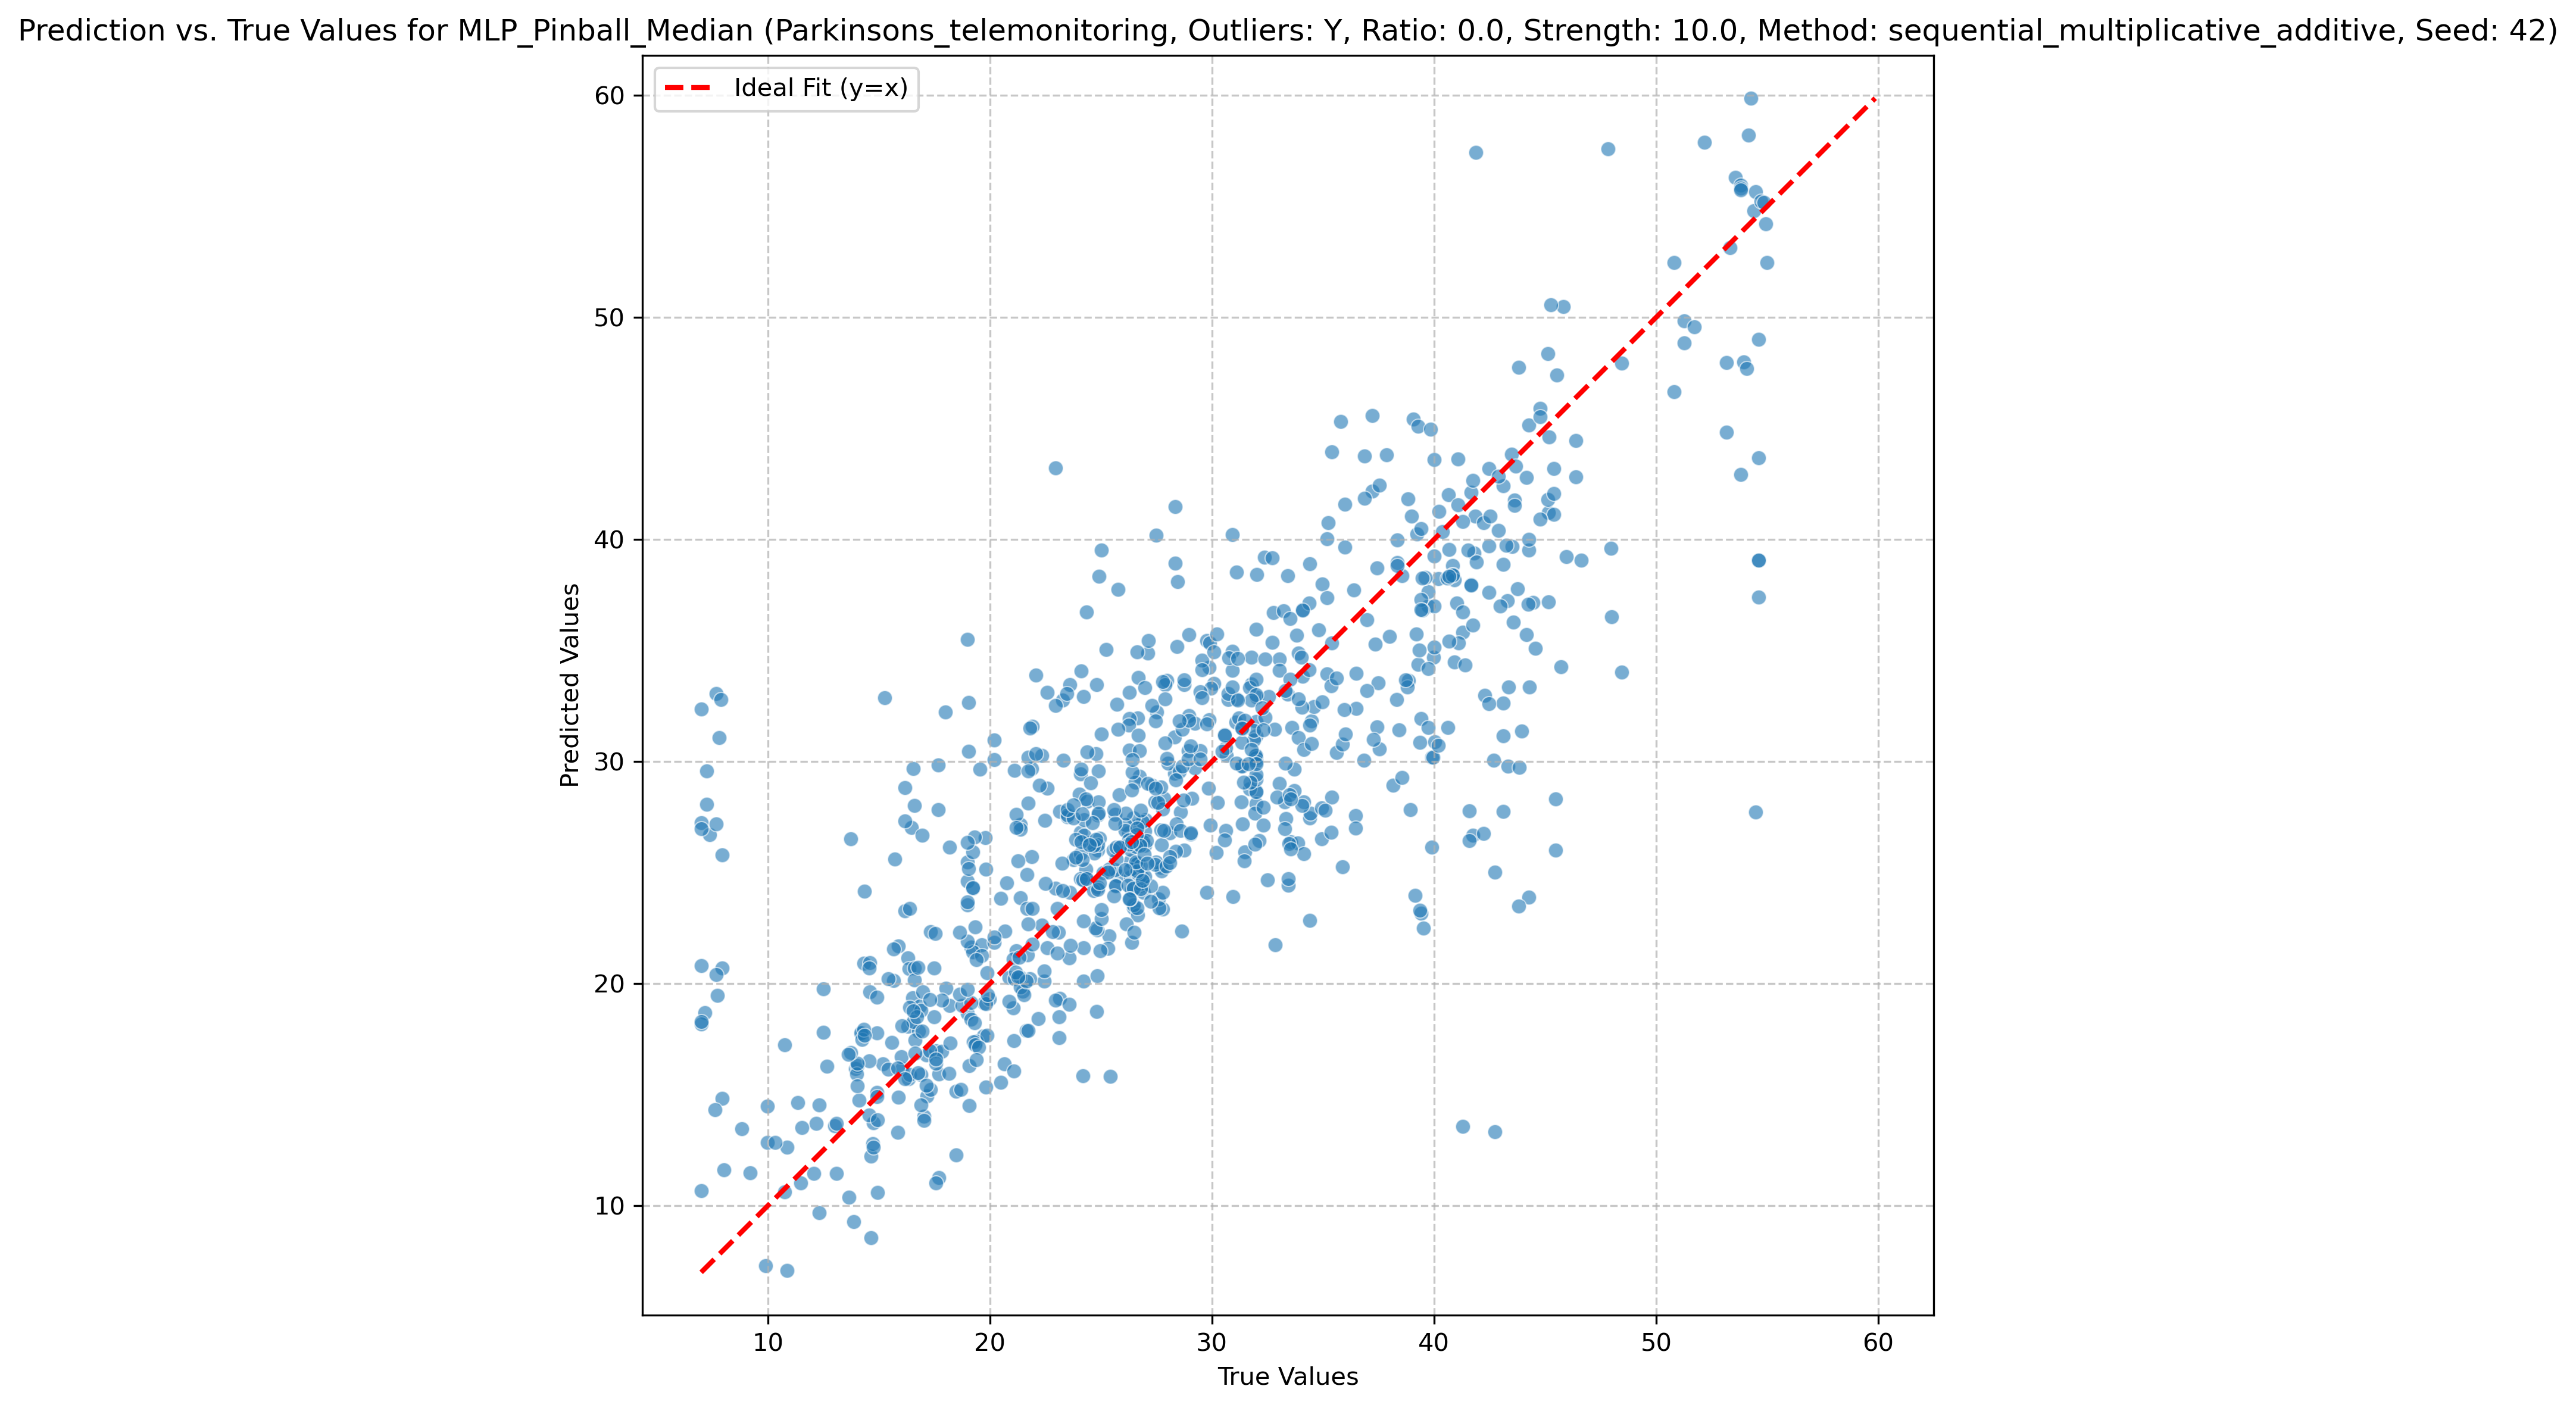 Prediction vs. True Values for MLP_Pinball_Median (Parkinsons_telemonitoring, Outliers: Y, Ratio: 0.0, Strength: 10.0, Method: sequential_multiplicative_additive, Seed: 42)
Ideal Fit (y=x)
60
50
40
30
20
10
Predicted Values
10 20 30 40 50 60
True Values